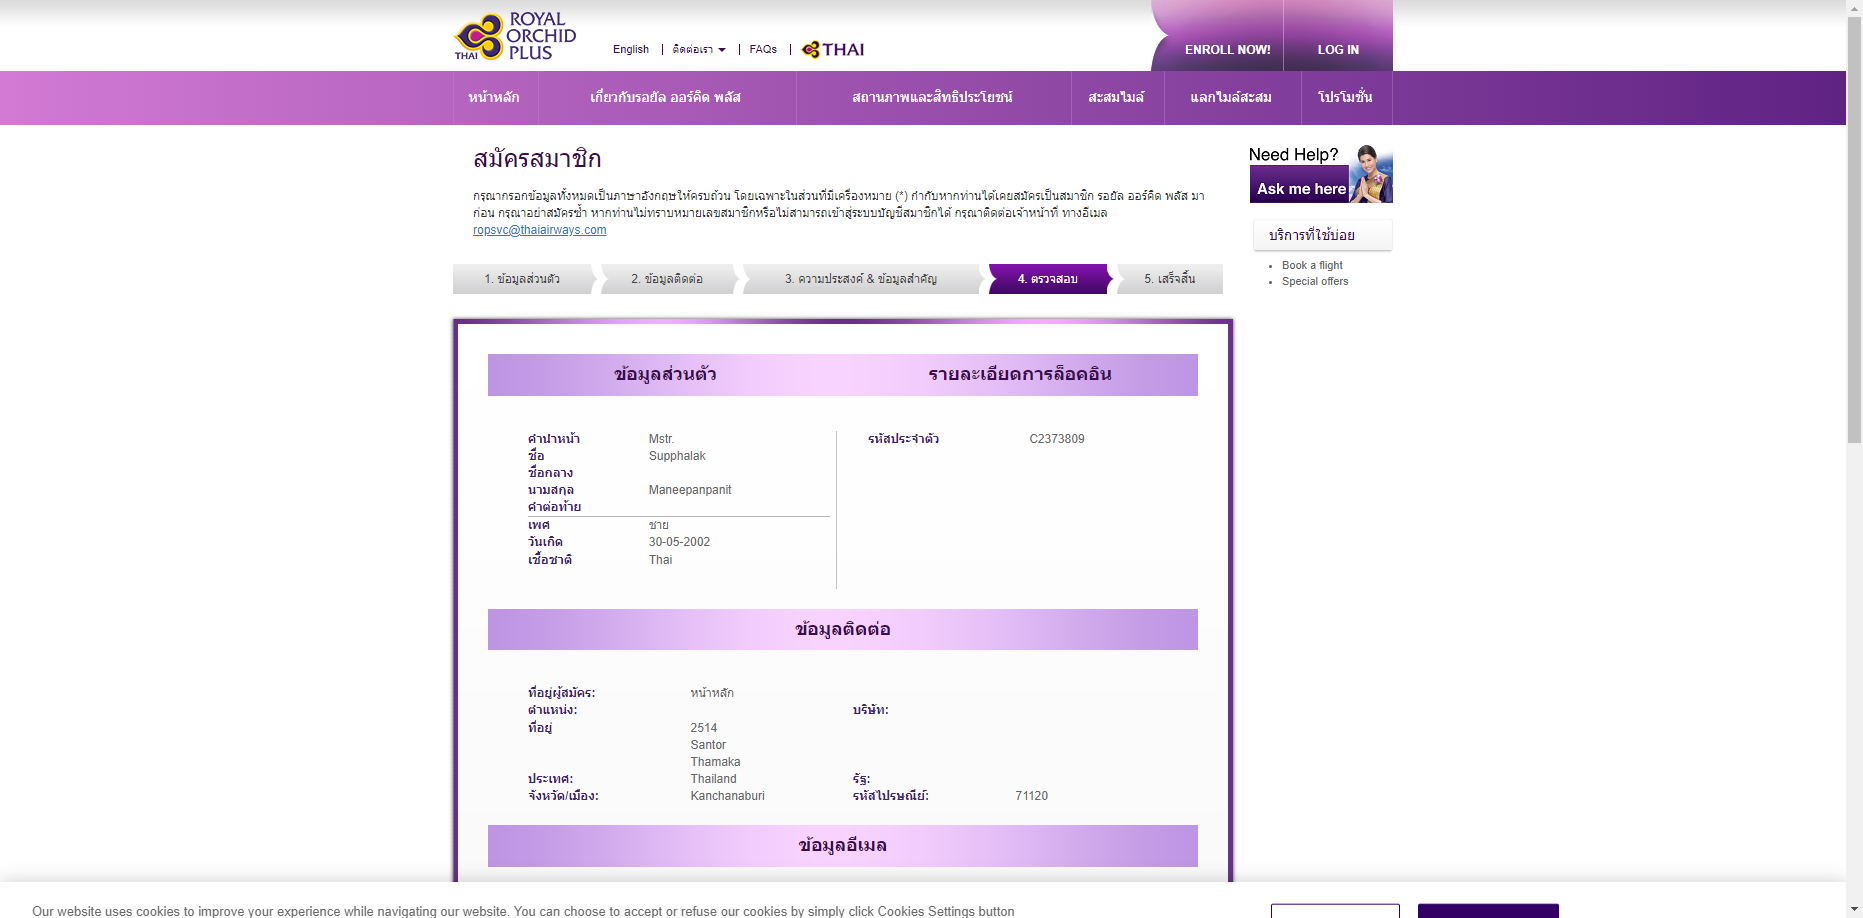 ROYAL
ORCHID
PLUS
THAI
English | ติดต่อเรา | FAQs | THAI
ENROLL NOW!
LOG IN
หน้าหลัก
เกี่ยวกับรอยัล ออร์คิด พลัส
สถานภาพและสิทธิประโยชน์
สะสมไมล์
แลกไมล์สะสม
โปรโมชั่น
สมัครสมาชิก
กรุณากรอกข้อมูลทั้งหมดเป็นภาษาอังกฤษให้ครบถ้วน โดยเฉพาะในส่วนที่มีเครื่องหมาย (*) กำกับหากท่านได้เคยสมัครเป็นสมาชิก รอยัล ออร์คิด พลัส มา
ก่อน กรุณาอย่าสมัครซ้ำ หากท่านไม่ทราบหมายเลขสมาชิกหรือไม่สามารถเข้าสู่ระบบบัญชีสมาชิกได้ กรุณาติดต่อเจ้าหน้าที่ ทางอีเมล
ropsvc@thaiairways.com
Need Help?
Ask me here
บริการที่ใช้บ่อย
Book a flight
Special offers
1. ข้อมูลส่วนตัว
2. ข้อมูลติดต่อ
3. ความประสงค์ & ข้อมูลสำคัญ
4. ตรวจสอบ
5. เสร็จสิ้น
ข้อมูลส่วนตัว
รายละเอียดการล็อคอิน
คำนำหน้า Mstr.
รหัสประจำตัว C2373809
ชื่อ Supphalak
ชื่อกลาง
นามสกุล Maneepanpanit
คำต่อท้าย
เพศ ชาย
วันเกิด 30-05-2002
เชื้อชาติ Thai
ข้อมูลติดต่อ
ที่อยู่ผู้สมัคร: หน้าหลัก
ตำแหน่ง: บริษัท:
ที่อยู่ 2514
Santor
Thamaka
ประเทศ: Thailand รัฐ:
จังหวัด/เมือง: Kanchanaburi รหัสไปรษณีย์: 71120
ข้อมูลอีเมล
Our website uses cookies to improve your experience while navigating our website. You can choose to accept or refuse our cookies by simply click Cookies Settings button